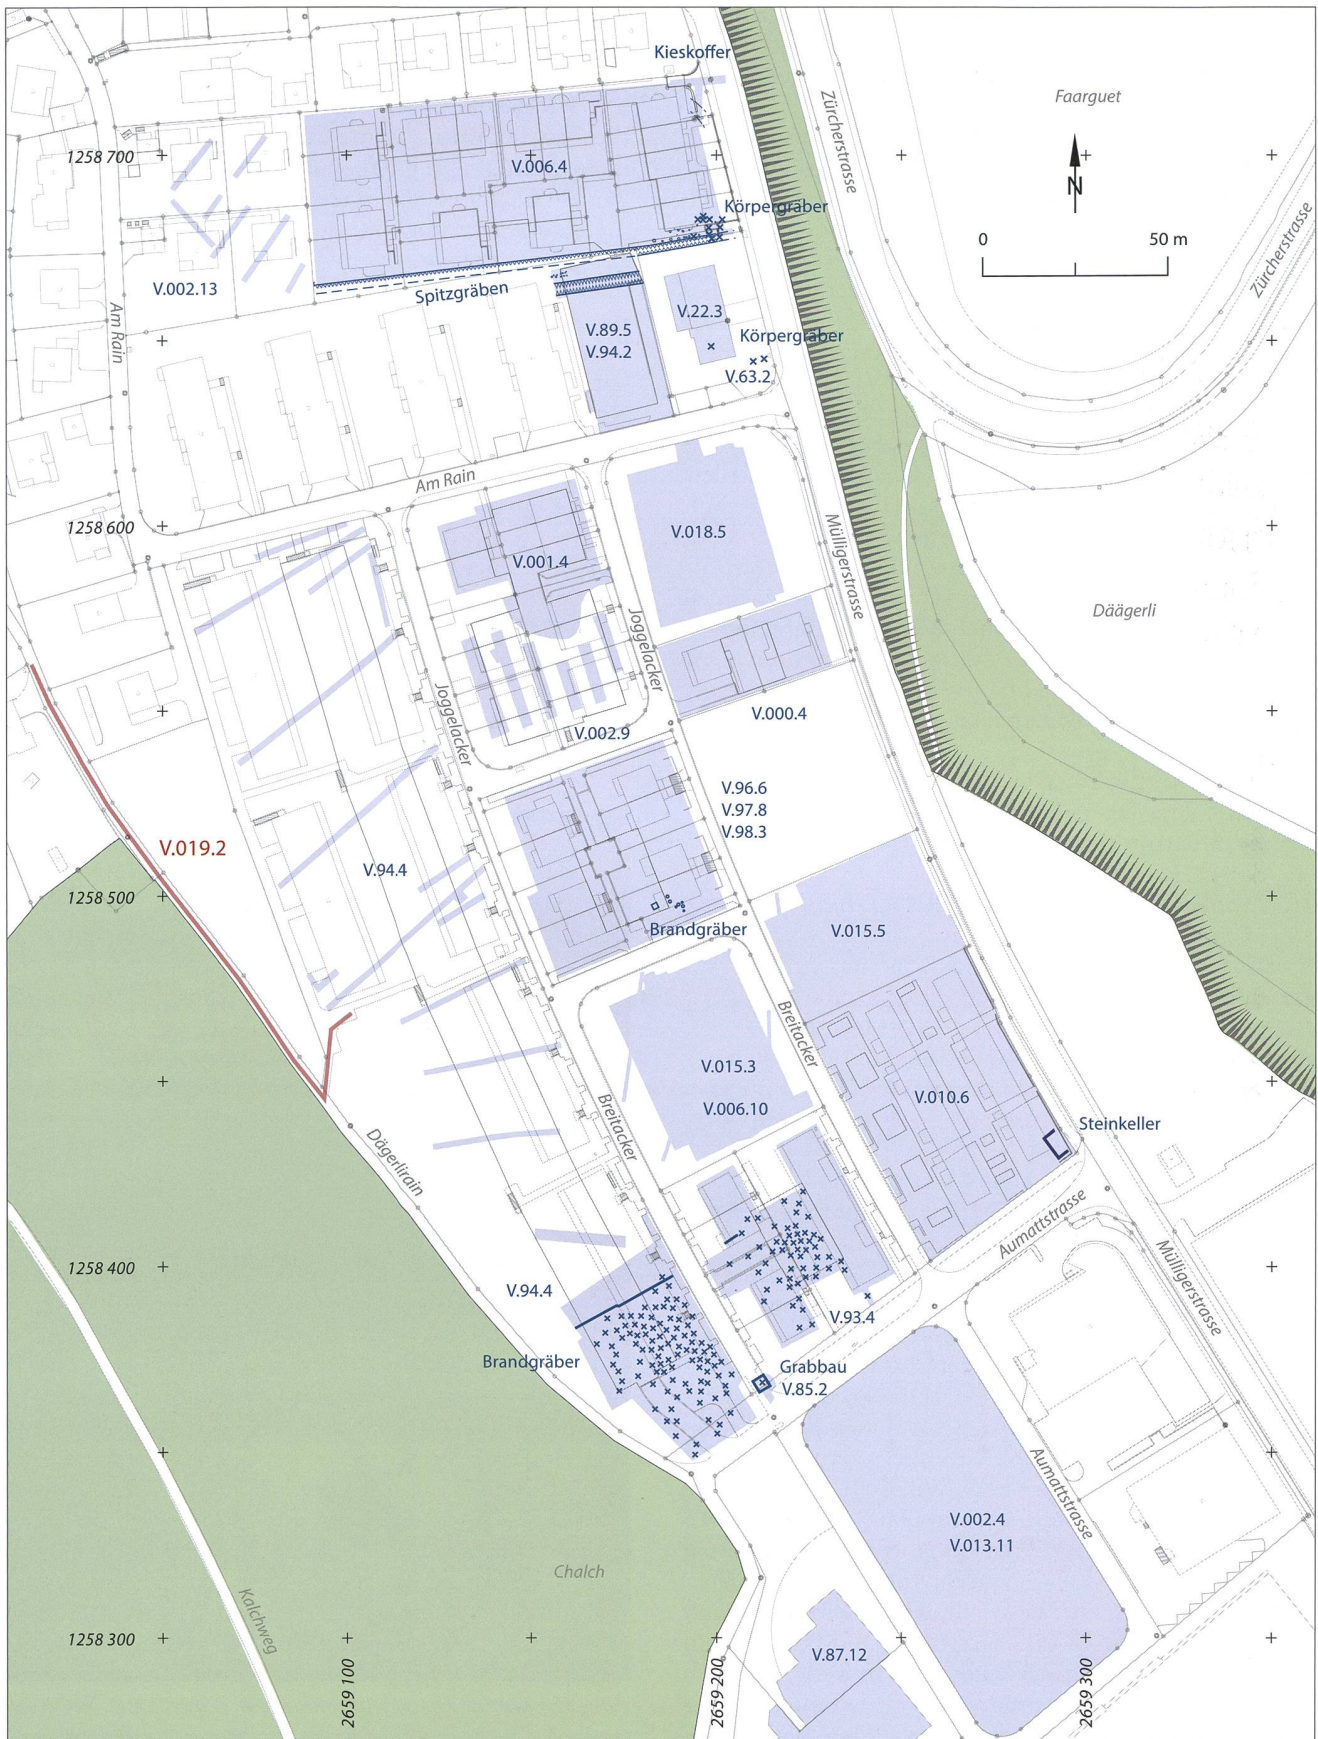 Kieskoffer
Zürcherstrasse
Faarguet
1258 700
V.006.4
N
Körpergräber
Zürcherstrasse
0
50 m
V.002.13
Spitzgräben
Am Rain
V.22.3
V.89.5
V.94.2
Körpergräber
V.63.2
Am Rain
1258 600
V.018.5
V.001.4
Mülligerstrasse
Däägerli
Joggelacker
Joggelacker
V.000.4
V.002.9
V.96.6
V.97.8
V.98.3
V.019.2
V.94.4
1258 500
Brandgräber
V.015.5
Breitacker
V.015.3
V.006.10
V.010.6
Steinkeller
Breitacker
Dägerlirain
Aumattstrasse
Mülligerstrasse
1258 400
V.94.4
V.93.4
Brandgräber
Grabbau
V.85.2
Aumattstrasse
V.002.4
V.013.11
Chalch
Kalchweg
1258 300
V.87.12
2659 100
2659 200
2659 300